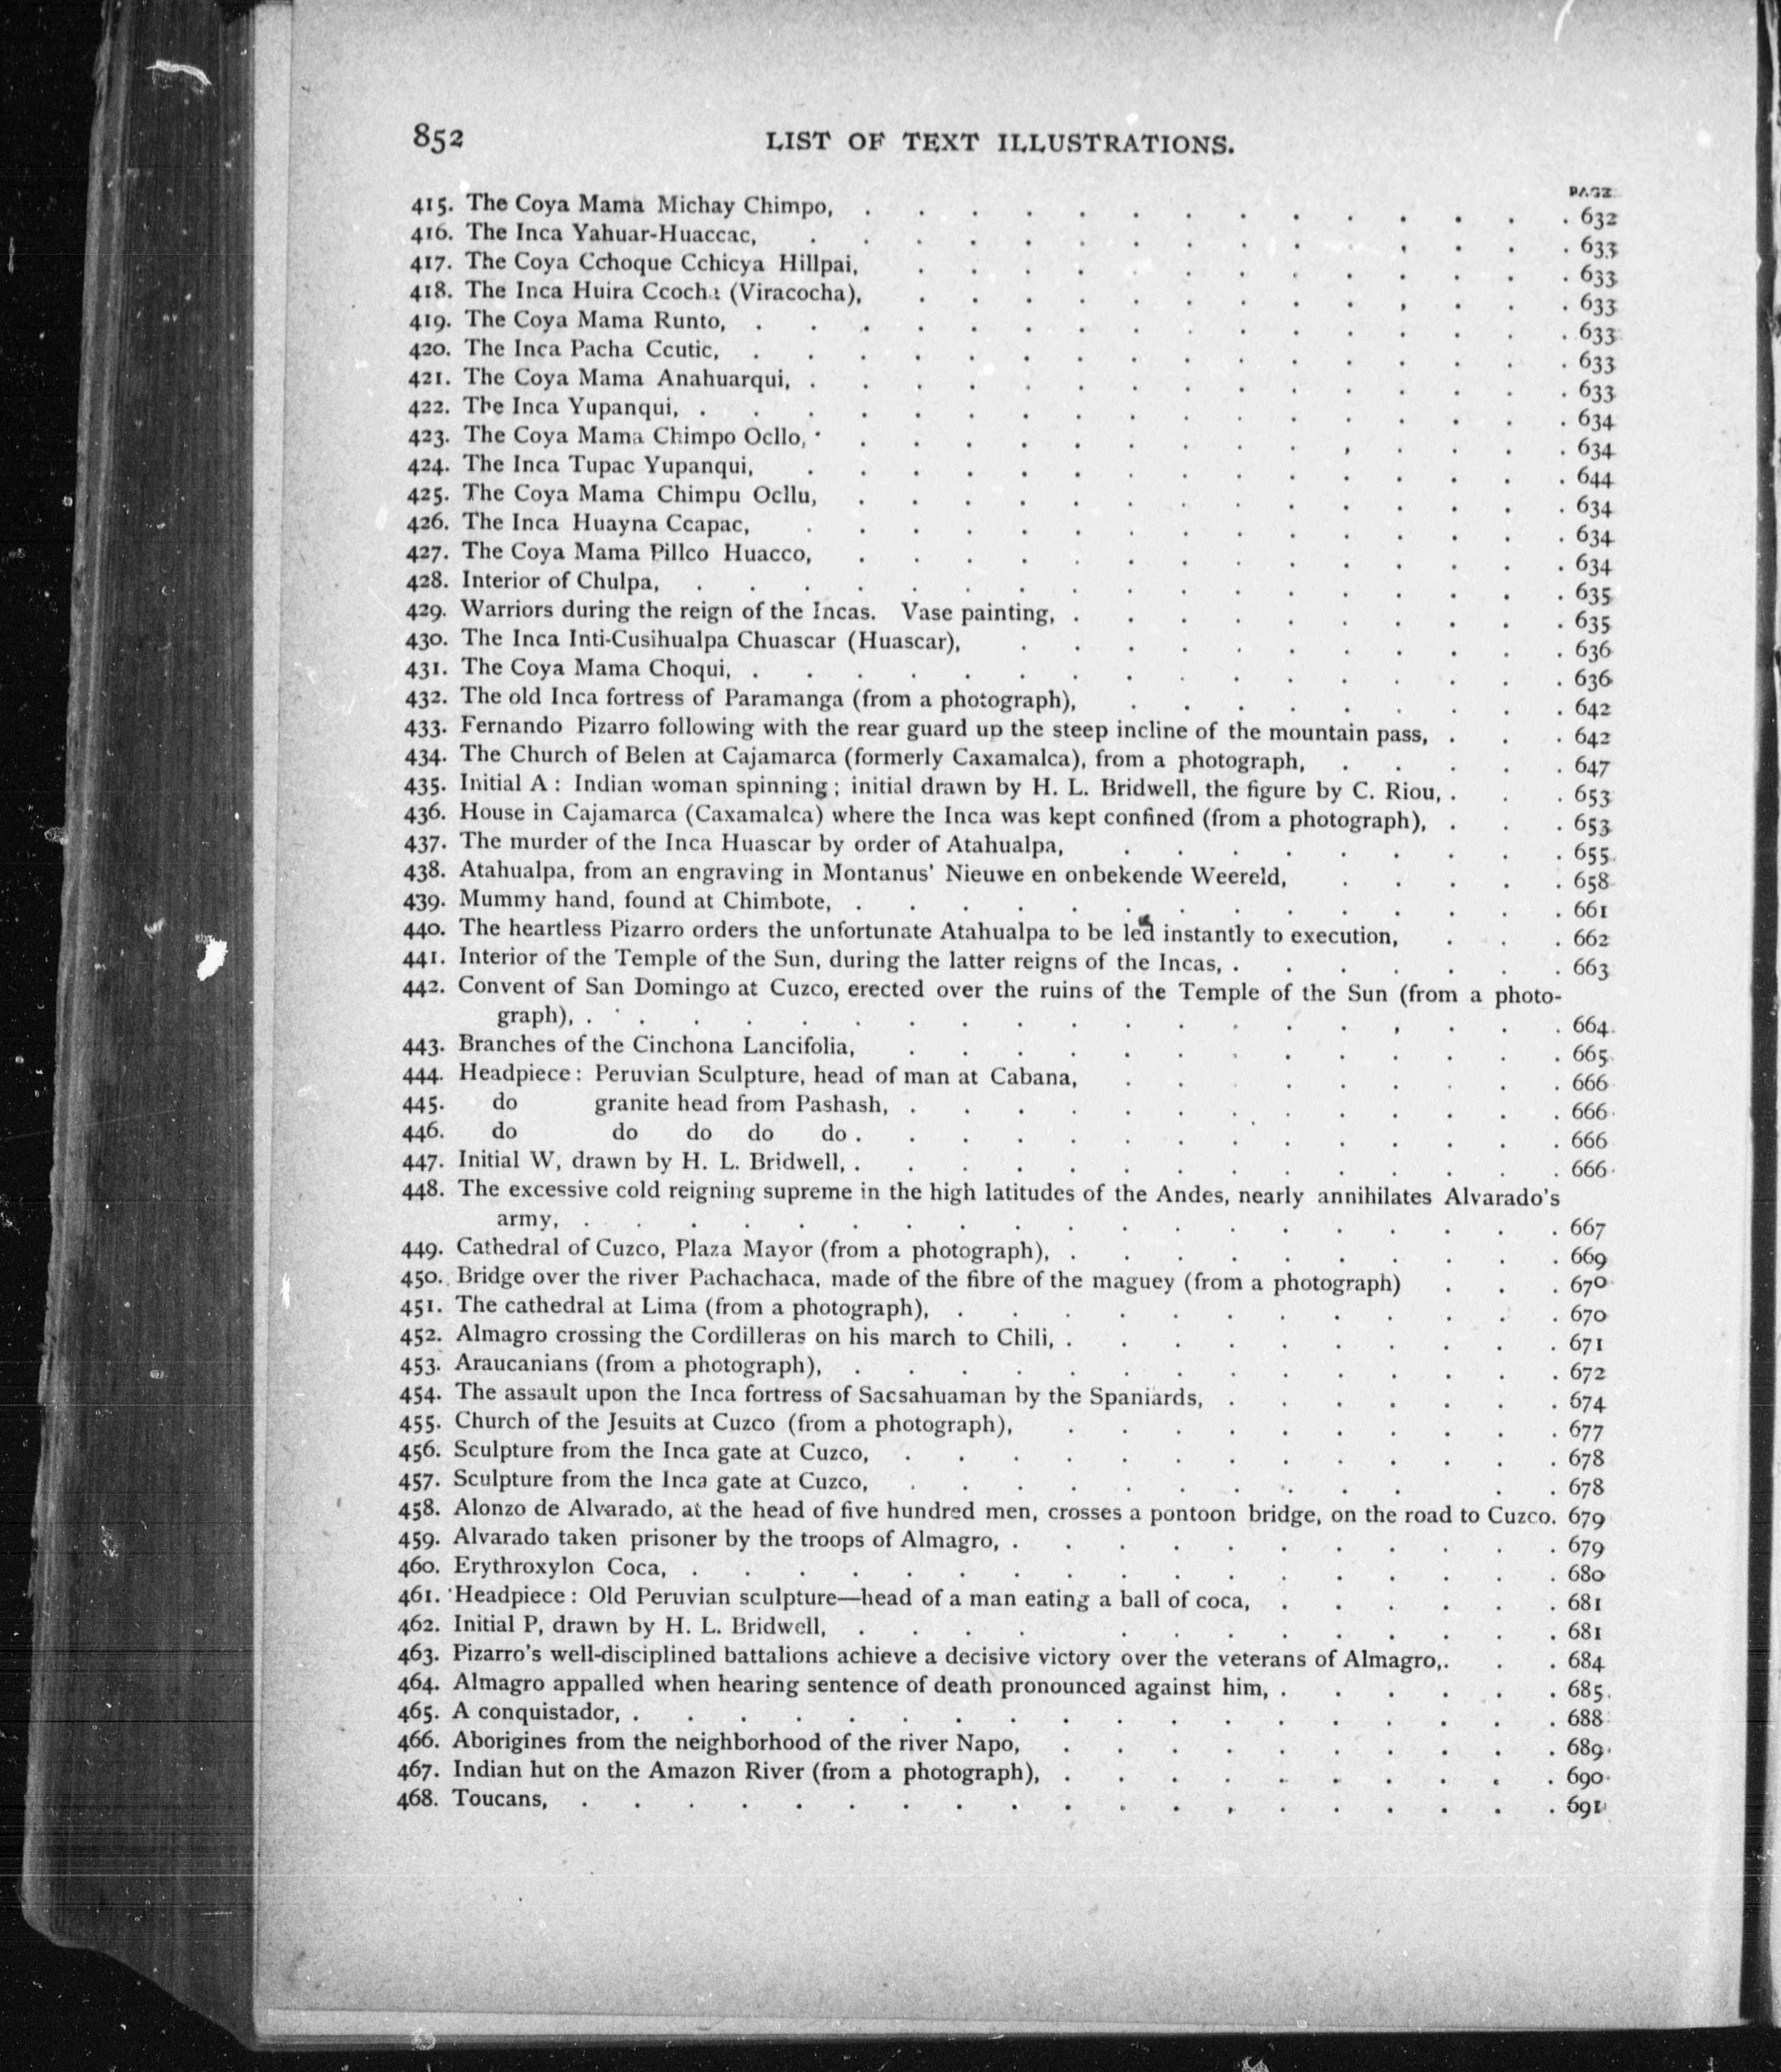 852 LIST OF TEXT ILLUSTRATIONS.
PAGE
415. The Coya Mama Michay Chimpo, . . . . . . . . . . . . . . 632
416. The Inca Yahuar-Huaccac, . . . . . . . . . . . . . . . 633
417. The Coya Cchoque Cchicya Hillpai, . . . . . . . . . . . . . 633
418. The Inca Huira Ccocha (Viracocha), . . . . . . . . . . . . . 633
419. The Coya Mama Runto, . . . . . . . . . . . . . . . . 633
420. The Inca Pacha Ccutic, . . . . . . . . . . . . . . . . 633
421. The Coya Mama Anahuarqui, . . . . . . . . . . . . . . . 633
422. The Inca Yupanqui, . . . . . . . . . . . . . . . . . 634
423. The Coya Mama Chimpo Ocllo, . . . . . . . . . . . . . . . 634
424. The Inca Tupac Yupanqui, . . . . . . . . . . . . . . . 644
425. The Coya Mama Chimpu Ocllu, . . . . . . . . . . . . . . 634
426. The Inca Huayna Ccapac, . . . . . . . . . . . . . . . 634
427. The Coya Mama Pillco Huacco, . . . . . . . . . . . . . . 634
428. Interior of Chulpa, . . . . . . . . . . . . . . . . . 635
429. Warriors during the reign of the Incas. Vase painting, . . . . . . . . . . 635
430. The Inca Inti-Cusihualpa Chuascar (Huascar), . . . . . . . . . . . 636
431. The Coya Mama Choqui, . . . . . . . . . . . . . . . . 636
432. The old Inca fortress of Paramanga (from a photograph), . . . . . . . . . 642
433. Fernando Pizarro following with the rear guard up the steep incline of the mountain pass, . . . 642
434. The Church of Belen at Cajamarca (formerly Caxamalca), from a photograph, . . . . . 647
435. Initial A : Indian woman spinning ; initial drawn by H. L. Bridwell, the figure by C. Riou, . . . 653
436. House in Cajamarca (Caxamalca) where the Inca was kept confined (from a photograph), . . . 653
437. The murder of the Inca Huascar by order of Atahualpa, . . . . . . . . . 655
438. Atahualpa, from an engraving in Montanus' Nieuwe en onbekende Weereld, . . . . . 658
439. Mummy hand, found at Chimbote, . . . . . . . . . . . . . . 661
440. The heartless Pizarro orders the unfortunate Atahualpa to be led instantly to execution, . . . 662
441. Interior of the Temple of the Sun, during the latter reigns of the Incas, . . . . . . . 663
442. Convent of San Domingo at Cuzco, erected over the ruins of the Temple of the Sun (from a photo-
graph), . . . . . . . . . . . . . . . . . . . 664
443. Branches of the Cinchona Lancifolia, . . . . . . . . . . . . . 665
444. Headpiece : Peruvian Sculpture, head of man at Cabana, . . . . . . . . . 666
445. do granite head from Pashash, . . . . . . . . . . . . . 666
446. do do do do do . . . . . . . . . . . . . . 666
447. Initial W, drawn by H. L. Bridwell, . . . . . . . . . . . . . . 666
448. The excessive cold reigning supreme in the high latitudes of the Andes, nearly annihilates Alvarado's
army, . . . . . . . . . . . . . . . . . . . 667
449. Cathedral of Cuzco, Plaza Mayor (from a photograph), . . . . . . . . . . 669
450. Bridge over the river Pachachaca, made of the fibre of the maguey (from a photograph) . . . 670
451. The cathedral at Lima (from a photograph), . . . . . . . . . . . . 670
452. Almagro crossing the Cordilleras on his march to Chili, . . . . . . . . . . 671
453. Araucanians (from a photograph), . . . . . . . . . . . . . . 672
454. The assault upon the Inca fortress of Sacsahuaman by the Spaniards, . . . . . . . 674
455. Church of the Jesuits at Cuzco (from a photograph), . . . . . . . . . . 677
456. Sculpture from the Inca gate at Cuzco, . . . . . . . . . . . . . 678
457. Sculpture from the Inca gate at Cuzco, . . . . . . . . . . . . 678
458. Alonzo de Alvarado, at the head of five hundred men, crosses a pontoon bridge, on the road to Cuzco. 679
459. Alvarado taken prisoner by the troops of Almagro, . . . . . . . . . . . 679
460. Erythroxylon Coca, . . . . . . . . . . . . . . . . . 680
461. Headpiece : Old Peruvian sculpture—head of a man eating a ball of coca, . . . . . . 681
462. Initial P, drawn by H. L. Bridwell, . . . . . . . . . . . . . 681
463. Pizarro's well-disciplined battalions achieve a decisive victory over the veterans of Almagro,. . . 684
464. Almagro appalled when hearing sentence of death pronounced against him, . . . . . . 685
465. A conquistador, . . . . . . . . . . . . . . . . . . 688
466. Aborigines from the neighborhood of the river Napo, . . . . . . . . . . 689
467. Indian hut on the Amazon River (from a photograph), . . . . . . . . . . 690
468. Toucans, . . . . . . . . . . . . . . . . . . . 691